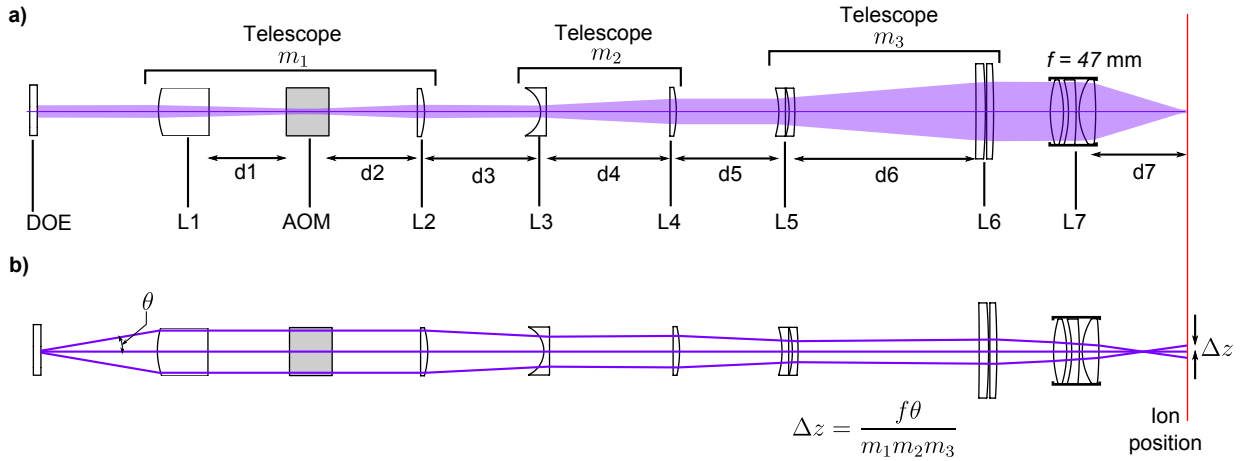 a)
Telescope
m₁
Telescope
m₂
Telescope
m₃
f = 47 mm
d1
d2
d3
d4
d5
d6
d7
DOE
L1
AOM
L2
L3
L4
L5
L6
L7
b)
θ
Δz
Δz = fθ / m₁m₂m₃
Ion
position